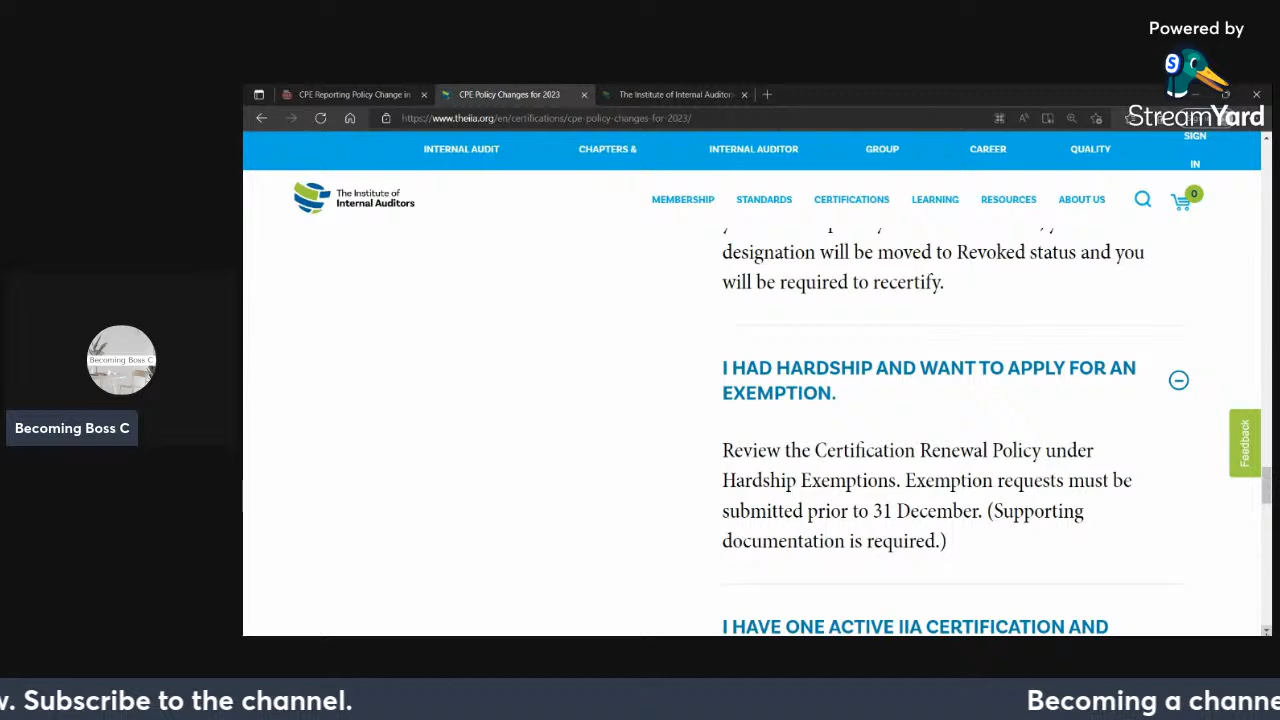 Powered by
StreamYard
CPE Reporting Policy Change in
CPE Policy Changes for 2023
The Institute of Internal Auditor
https://www.theiia.org/en/certifications/cpe-policy-changes-for-2023/
INTERNAL AUDIT
CHAPTERS &
INTERNAL AUDITOR
GROUP
CAREER
QUALITY
SIGN
IN
The Institute of
Internal Auditors
MEMBERSHIP
STANDARDS
CERTIFICATIONS
LEARNING
RESOURCES
ABOUT US
0
designation will be moved to Revoked status and you
will be required to recertify.
I HAD HARDSHIP AND WANT TO APPLY FOR AN
EXEMPTION.
Review the Certification Renewal Policy under
Hardship Exemptions. Exemption requests must be
submitted prior to 31 December. (Supporting
documentation is required.)
I HAVE ONE ACTIVE IIA CERTIFICATION AND
Feedback
Becoming Boss C
Becoming Boss C
w. Subscribe to the channel.
Becoming a channe